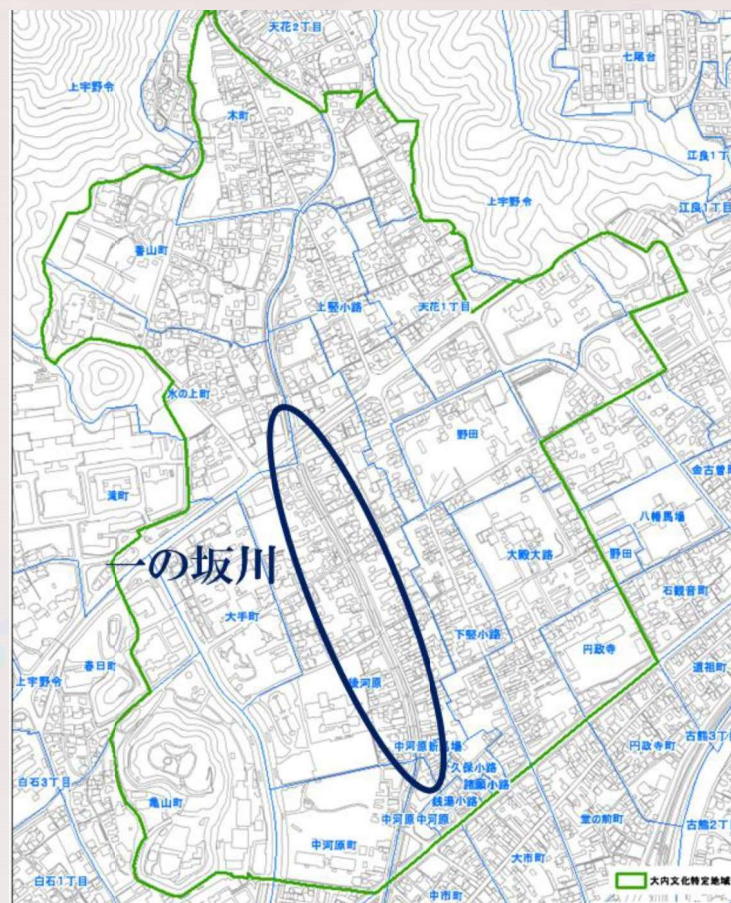 天花2丁目
七尾台
上宇野令
木町
江良1丁
上宇野令
江良1丁目
香山町
上竪小路
天花1丁目
水の上町
野田
滝町
金古曽町
八幡馬場
一の坂川
大殿大路
野田
石観音町
大手町
下竪小路
円政寺
春日町
上宇野令
後河原
道祖町
古熊3丁
円政寺町
久保小路
白石3丁目
諸願小路
銭湯小路
亀山町
中河原
中河原
堂の前町
古熊2丁
中河原町
大市町
白石1丁目
中市町
大内文化特定地域